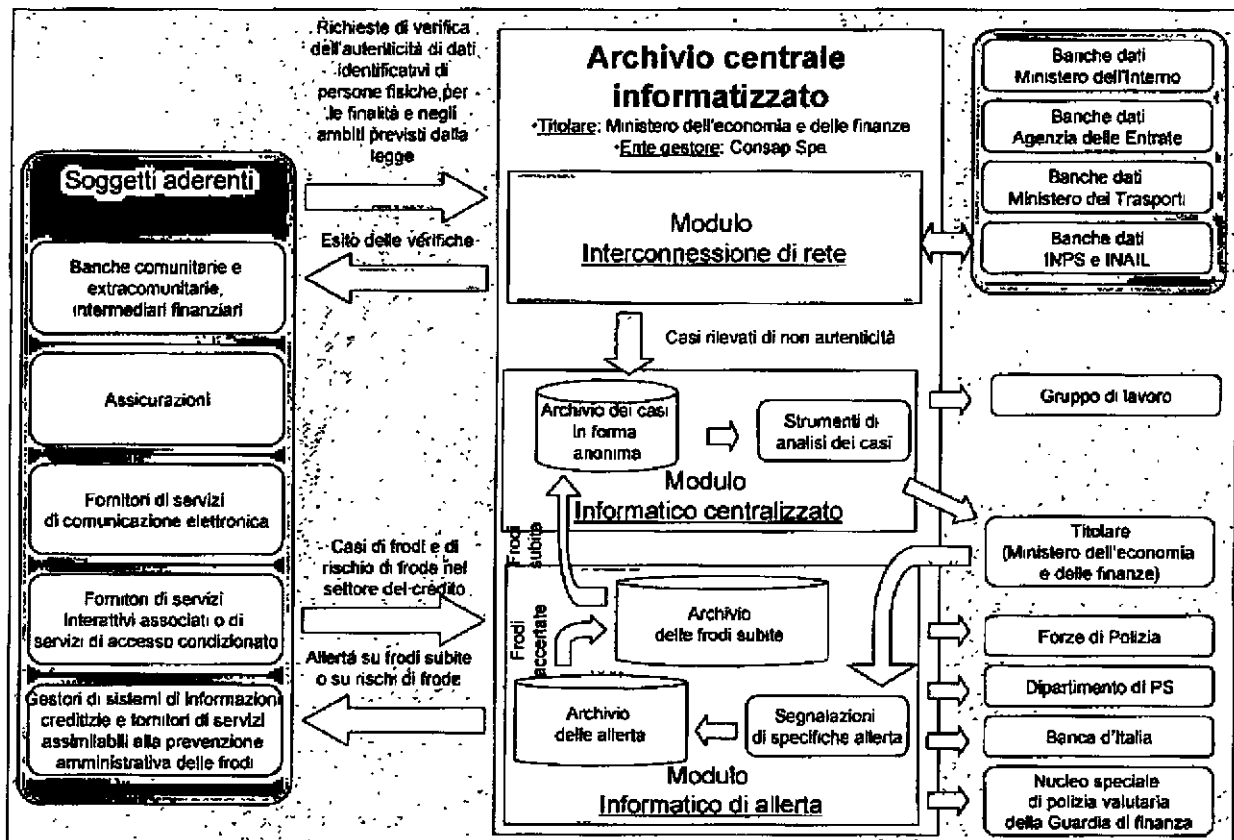 Richieste di verifica
dell'autenticità di dati
identificativi di
persone fisiche, per
le finalità e negli
ambiti previsti dalla
legge
Soggetti aderenti
Esito delle verifiche
Banche comunitarie e
extracomunitarie,
intermediari finanziari
Assicurazioni
Fornitori di servizi
di comunicazione elettronica
Fornitori di servizi
interattivi associati o di
servizi di accesso condizionato
Gestori di sistemi di informazioni
creditizie e fornitori di servizi
assimilabili alla prevenzione
amministrativa delle frodi
Casi di frodi e di
rischio di frode nel
settore del credito
Allerta su frodi subite
o su rischi di frode
Archivio centrale
informatizzato
•Titolare: Ministero dell'economia e delle finanze
•Ente gestore: Consap Spa
Modulo
Interconnessione di rete
Casi rilevati di non autenticità
Archivio dei casi
in forma
anonima
Strumenti di
analisi dei casi
Modulo
Informatico centralizzato
Frodi
subite
Archivio
delle frodi subite
Frodi
accertate
Archivio
delle allerta
Segnalazioni
di specifiche allerta
Modulo
Informatico di allerta
Banche dati
Ministero dell'Interno
Banche dati
Agenzia delle Entrate
Banche dati
Ministero dei Trasporti
Banche dati
INPS e INAIL
Gruppo di lavoro
Titolare
(Ministero dell'economia
e delle finanze)
Forze di Polizia
Dipartimento di PS
Banca d'Italia
Nucleo speciale
di polizia valutaria
della Guardia di finanza